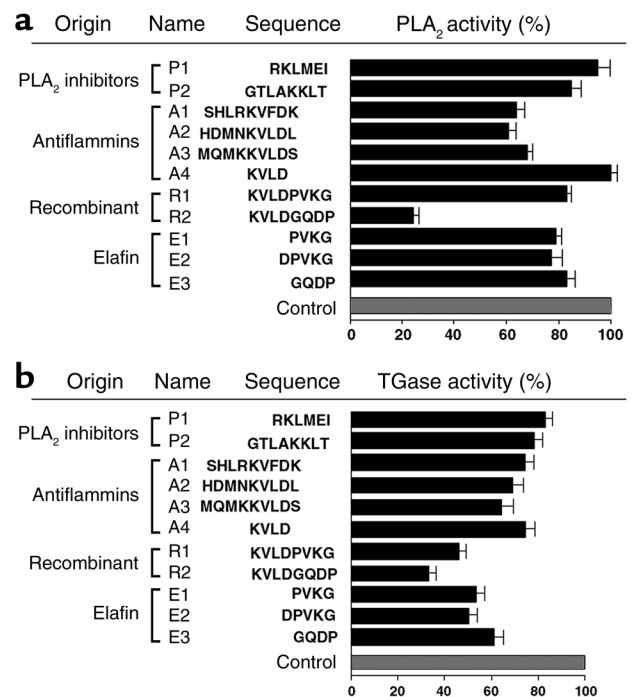 a
Origin Name Sequence PLA2 activity (%)
PLA2 inhibitors P1 RKLMEI
P2 GTLAKKLT
Antiflammins A1 SHLRKVFDK
A2 HDMNKVLDL
A3 MQMKKVLDS
A4 KVLD
Recombinant R1 KVLDPVKG
R2 KVLDGQDP
Elafin E1 PVKG
E2 DPVKG
E3 GQDP
Control
0 20 40 60 80 100
b
Origin Name Sequence TGase activity (%)
PLA2 inhibitors P1 RKLMEI
P2 GTLAKKLT
Antiflammins A1 SHLRKVFDK
A2 HDMNKVLDL
A3 MQMKKVLDS
A4 KVLD
Recombinant R1 KVLDPVKG
R2 KVLDGQDP
Elafin E1 PVKG
E2 DPVKG
E3 GQDP
Control
0 20 40 60 80 100